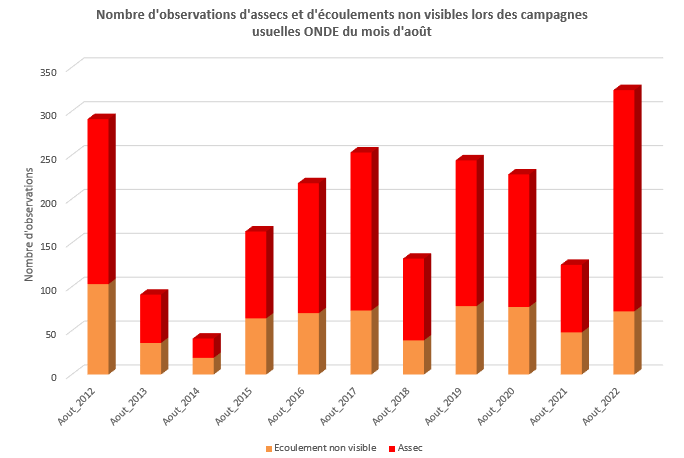 Nombre d'observations d'assecs et d'écoulements non visibles lors des campagnes
usuelles ONDE du mois d'août
Nombre d'observations
350
300
250
200
150
100
50
0
Aout_2012
Aout_2013
Aout_2014
Aout_2015
Aout_2016
Aout_2017
Aout_2018
Aout_2019
Aout_2020
Aout_2021
Aout_2022
Ecoulement non visible
Assec